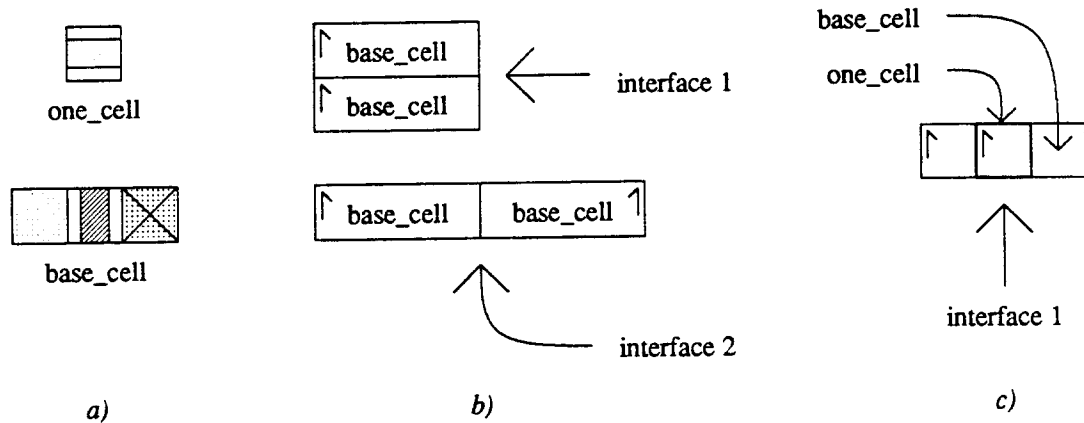 one_cell
base_cell
a)
base_cell
base_cell
interface 1
base_cell
base_cell
interface 2
b)
base_cell
one_cell
interface 1
c)